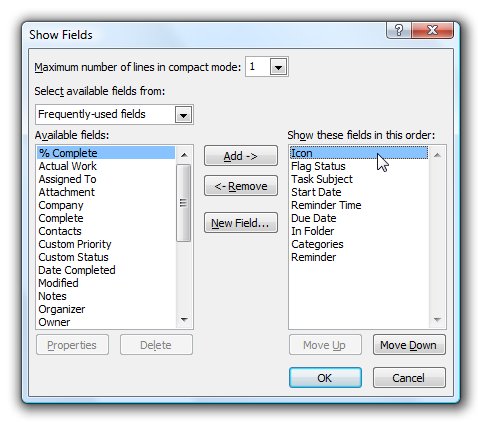 Show Fields
Maximum number of lines in compact mode: 1
Select available fields from:
Frequently-used fields
Available fields:
% Complete
Actual Work
Assigned To
Attachment
Company
Complete
Contacts
Custom Priority
Custom Status
Date Completed
Modified
Notes
Organizer
Owner
Properties
Delete
Add ->
<- Remove
New Field...
Show these fields in this order:
Icon
Flag Status
Task Subject
Start Date
Reminder Time
Due Date
In Folder
Categories
Reminder
Move Up
Move Down
OK
Cancel